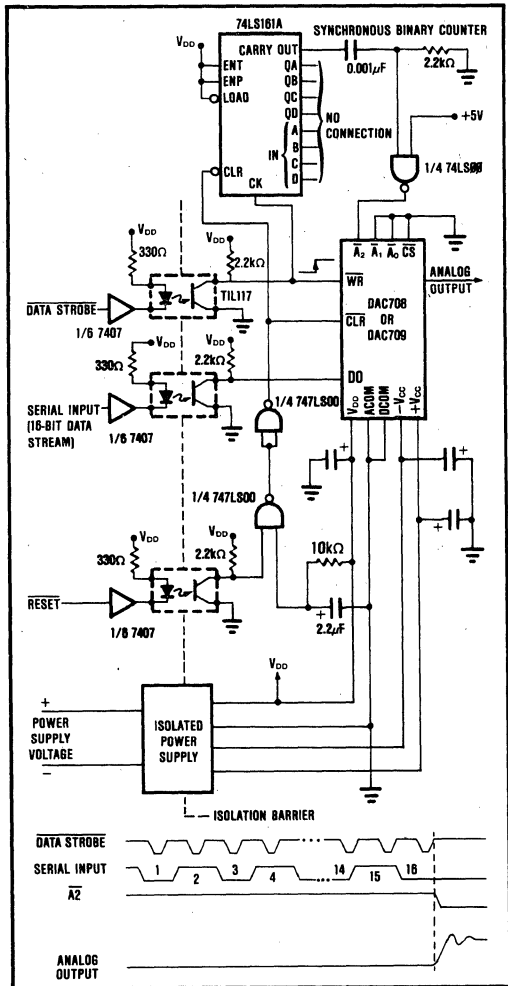 74LS161A
SYNCHRONOUS BINARY COUNTER
VDD
CARRY OUT
ENT
ENP
LOAD
QA
QB
QC
QD
NO CONNECTION
IN
A
B
C
D
CLR
CK
0.001µF
2.2kΩ
+5V
1/4 74LS00
A2 A1 A0 CS
ANALOG OUTPUT
WR
DAC708 OR DAC709
CLR
DO
VDD ACOM DCOM -VCC +VCC
VDD
330Ω
VDD
2.2kΩ
TIL117
DATA STROBE
1/6 7407
VDD
330Ω
VDD
2.2kΩ
SERIAL INPUT
(16-BIT DATA STREAM)
1/6 7407
1/4 747LS00
1/4 747LS00
+
+
+
VDD
330Ω
VDD
2.2kΩ
10kΩ
RESET
1/6 7407
+
2.2µF
VDD
+
POWER SUPPLY VOLTAGE
−
ISOLATED POWER SUPPLY
ISOLATION BARRIER
DATA STROBE
SERIAL INPUT
1 2 3 4 14 15 16
A2
ANALOG OUTPUT